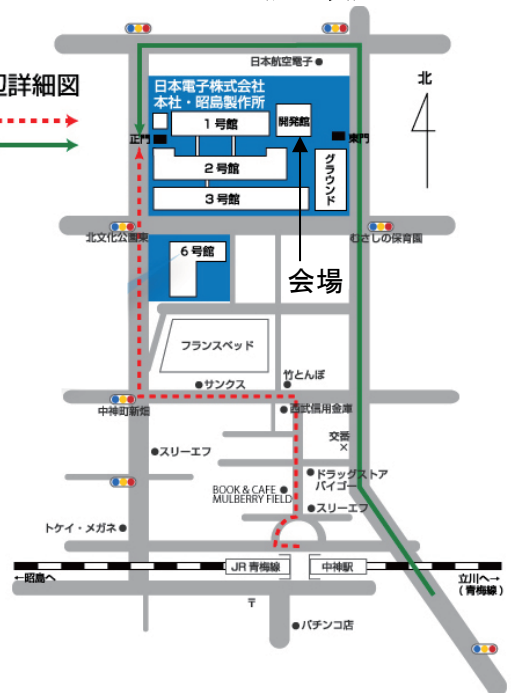 日本航空電子
辺詳細図
北
日本電子株式会社
本社・昭島製作所
1号館
開発館
正門
東門
2号館
グラウンド
3号館
北文化公園東
むさしの保育園
6号館
会場
フランスベッド
竹とんぼ
サンクス
西武信用金庫
中神町新畑
交番
×
スリーエフ
ドラッグストア
バイゴー
BOOK & CAFE
MULBERRY FIELD
スリーエフ
トケイ・メガネ
JR 青梅線
中神駅
←昭島へ
立川へ→
(青梅線)
〒
パチンコ店